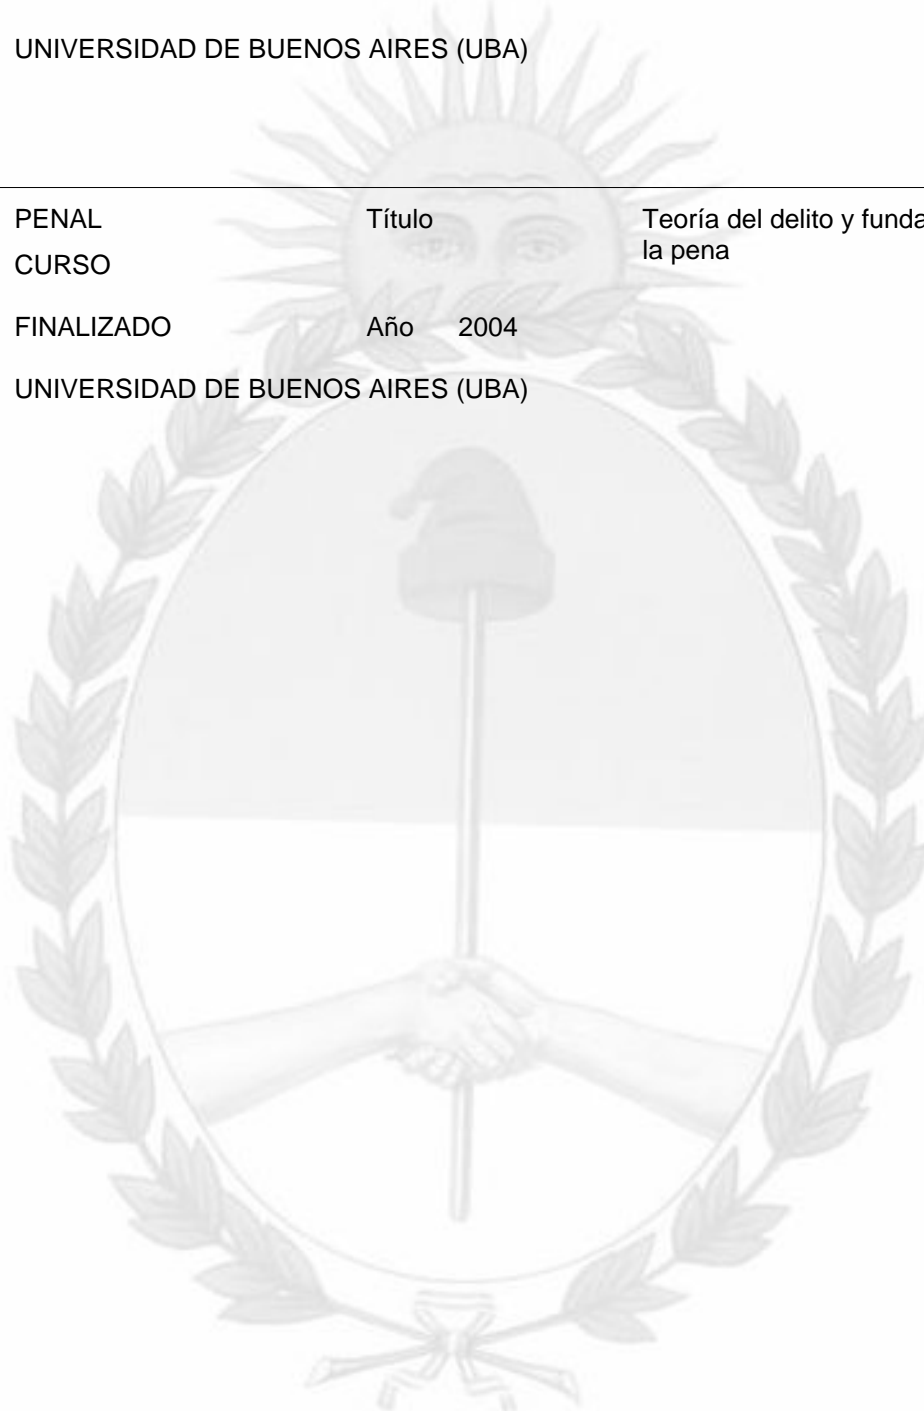 UNIVERSIDAD DE BUENOS AIRES (UBA)
PENAL Título Teoría del delito y funda
CURSO la pena
FINALIZADO Año 2004
UNIVERSIDAD DE BUENOS AIRES (UBA)